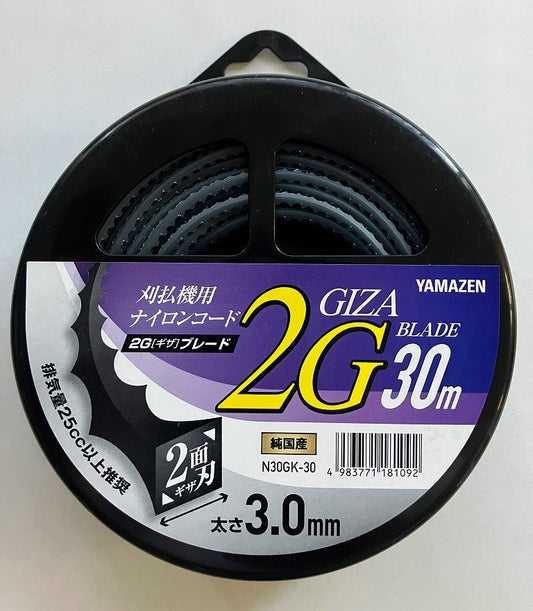 YAMAZEN
刈払機用
ナイロンコード
2G[ギザ]ブレード
2G
GIZA
BLADE
30m
排気量25cc以上推奨
2面
ギザ刃
純国産
N30GK-30
4 983771 181092
太さ3.0mm